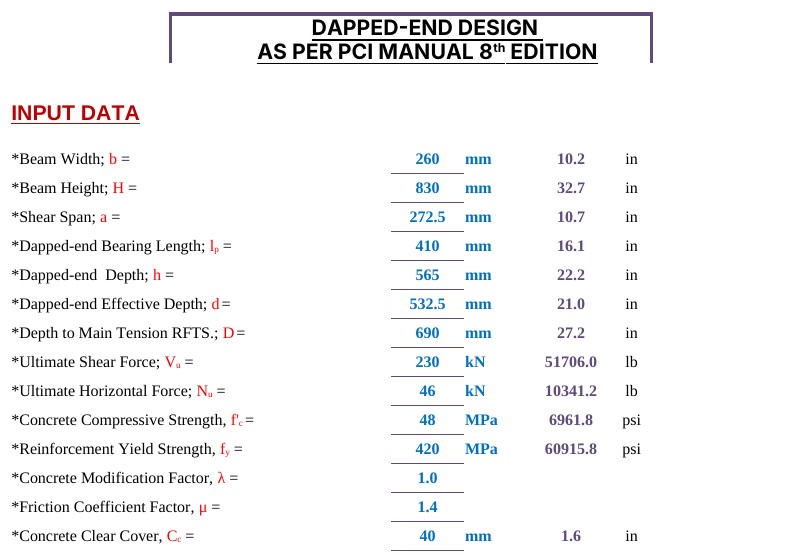 DAPPED-END DESIGN
AS PER PCI MANUAL 8th EDITION
INPUT DATA
*Beam Width; b = 260 mm 10.2 in
*Beam Height; H = 830 mm 32.7 in
*Shear Span; a = 272.5 mm 10.7 in
*Dapped-end Bearing Length; lp = 410 mm 16.1 in
*Dapped-end Depth; h = 565 mm 22.2 in
*Dapped-end Effective Depth; d= 532.5 mm 21.0 in
*Depth to Main Tension RFTS.; D= 690 mm 27.2 in
*Ultimate Shear Force; Vu = 230 kN 51706.0 lb
*Ultimate Horizontal Force; Nu = 46 kN 10341.2 lb
*Concrete Compressive Strength, f'c= 48 MPa 6961.8 psi
*Reinforcement Yield Strength, fy = 420 MPa 60915.8 psi
*Concrete Modification Factor, λ = 1.0
*Friction Coefficient Factor, μ = 1.4
*Concrete Clear Cover, Cc = 40 mm 1.6 in